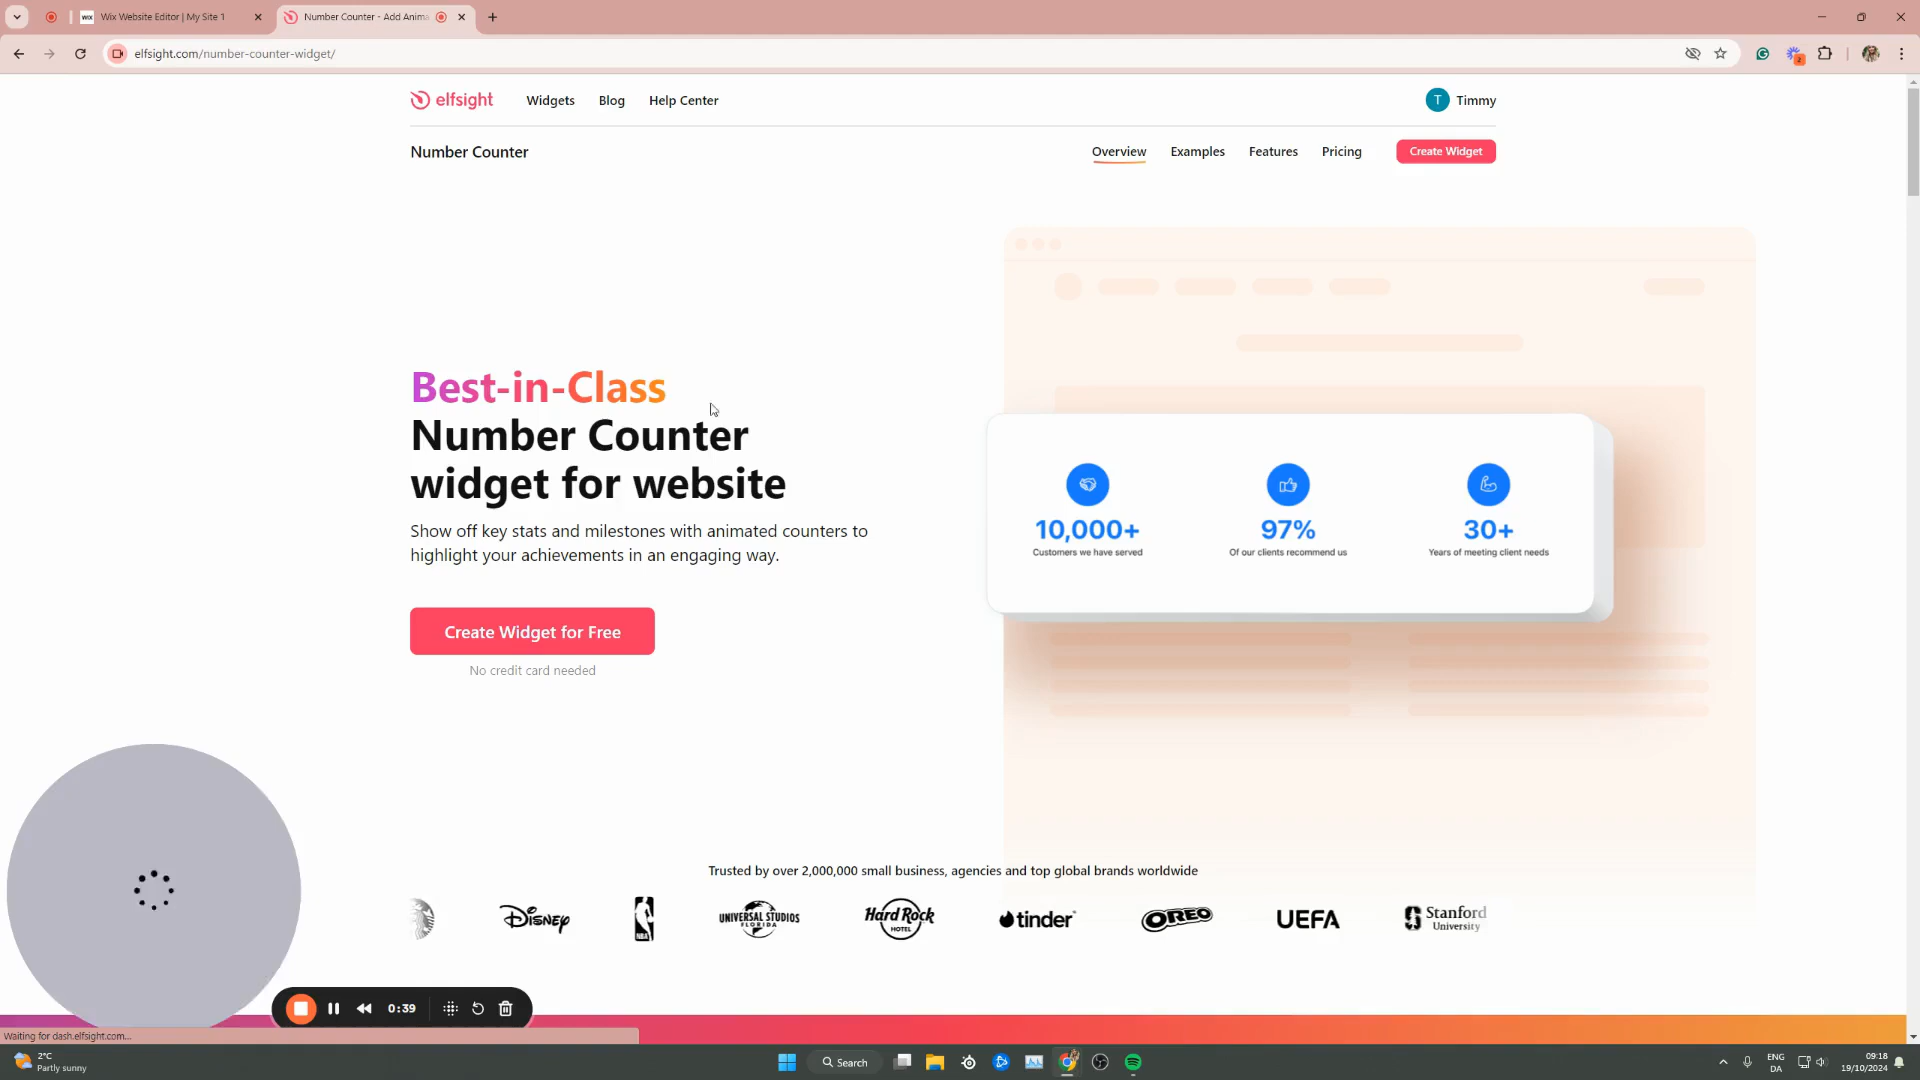 WIX Wix Website Editor | My Site 1
Number Counter - Add Anima
elfsight.com/number-counter-widget/
2
elfsight
Widgets
Blog
Help Center
T Timmy
Number Counter
Overview
Examples
Features
Pricing
Create Widget
Best-in-Class
Number Counter
widget for website
Show off key stats and milestones with animated counters to
highlight your achievements in an engaging way.
Create Widget for Free
No credit card needed
10,000+
Customers we have served
97%
Of our clients recommend us
30+
Years of meeting client needs
Trusted by over 2,000,000 small business, agencies and top global brands worldwide
Disney
NBA
UNIVERSAL STUDIOS
FLORIDA
Hard Rock
HOTEL
tinder
OREO
UEFA
Stanford
University
0:39
Waiting for dash.elfsight.com...
2°C
Partly sunny
Search
ENG
DA
09:18
19/10/2024